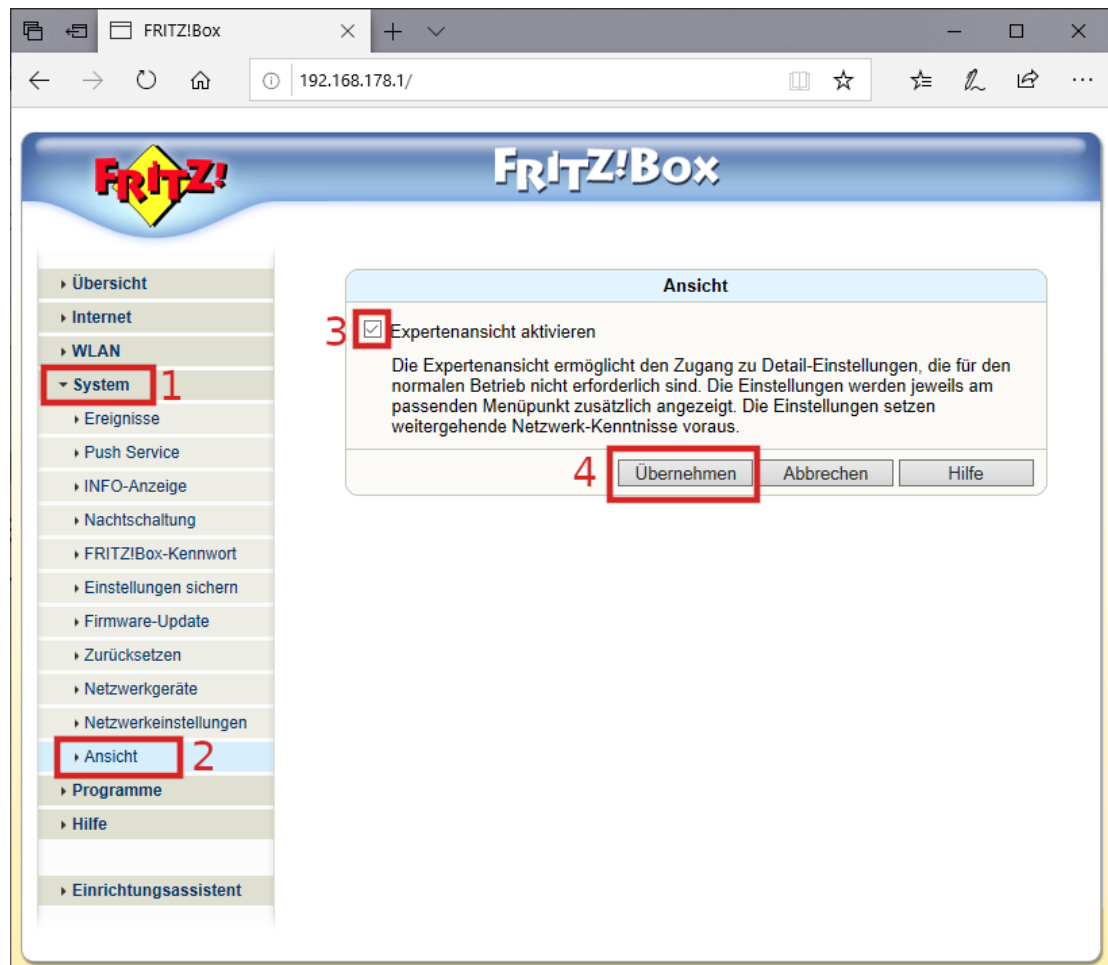 FRITZ!Box
192.168.178.1/
FRITZ!
FRITZ!Box
Übersicht
Internet
WLAN
System
1
Ereignisse
Push Service
INFO-Anzeige
Nachtschaltung
FRITZ!Box-Kennwort
Einstellungen sichern
Firmware-Update
Zurücksetzen
Netzwerkgeräte
Netzwerkeinstellungen
Ansicht
2
Programme
Hilfe
Einrichtungsassistent
Ansicht
3
Expertenansicht aktivieren
Die Expertenansicht ermöglicht den Zugang zu Detail-Einstellungen, die für den
normalen Betrieb nicht erforderlich sind. Die Einstellungen werden jeweils am
passenden Menüpunkt zusätzlich angezeigt. Die Einstellungen setzen
weitergehende Netzwerk-Kenntnisse voraus.
4
Übernehmen
Abbrechen
Hilfe